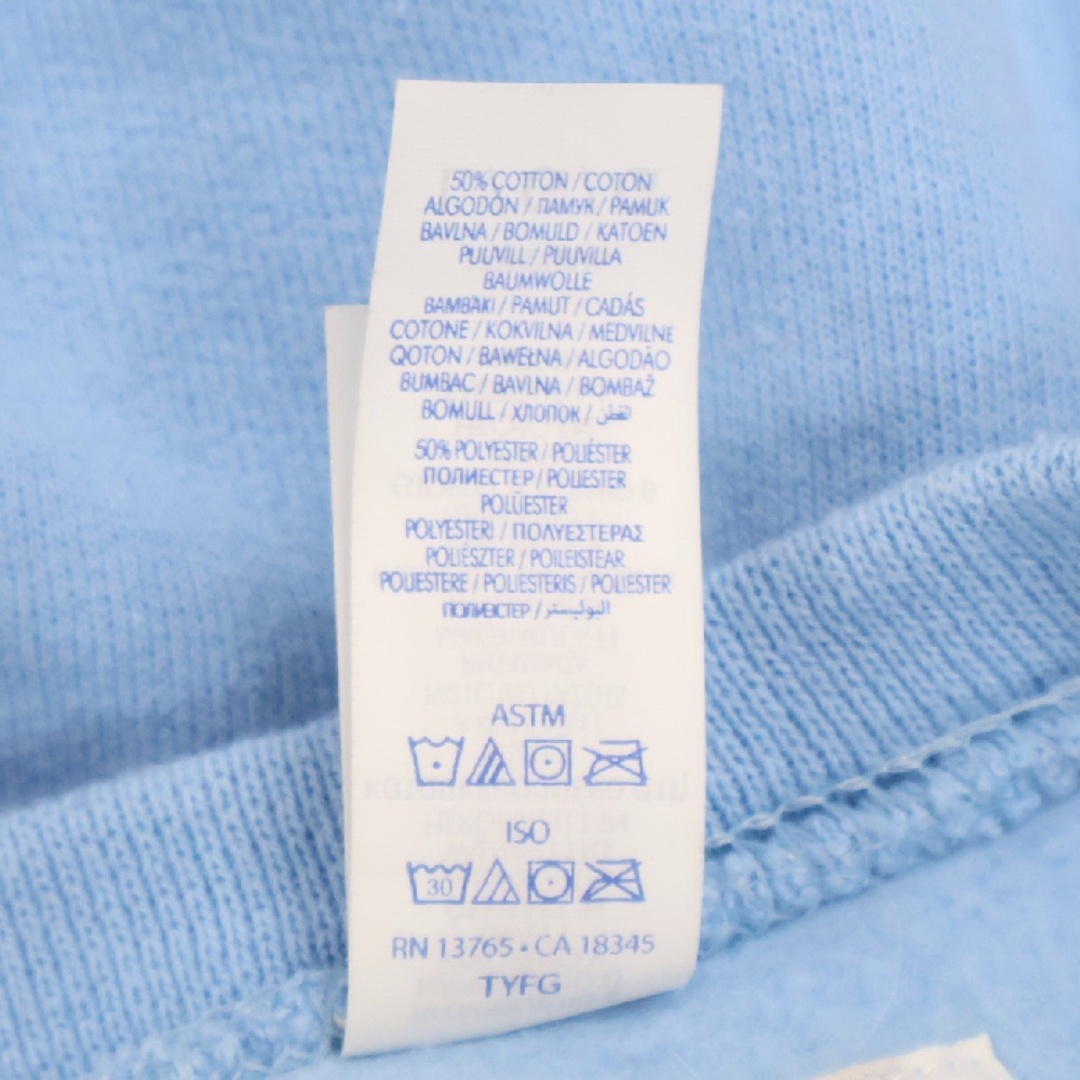 50% COTTON / COTON
ALGODÓN / ПАМУК / PAMUK
BAVLNA / BOMULD / KATOEN
PUUVILL / PUUVILLA
BAUMWOLLE
BAMBAKI / PAMUT / CADÁS
COTONE / KOKVILNA / MEDVILNE
QOTON / BAWEŁNA / ALGODÃO
BUMBAC / BAVLNA / BOMBAŽ
BOMULL / ХЛОПОК / القطن
50% POLYESTER / POLIÉSTER
ПОЛИЕСТЕР / POLIESTER
POLÜESTER
POLYESTERI / ΠΟΛΥΕΣΤΕΡΑΣ
POLIÉSZTER / POILEISTEAR
POLIESTERE / POLIESTERIS / POLIESTER
ПОЛИЭСТЕР / البوليستر
ASTM
ISO
30
RN 13765 • CA 18345
TYFG